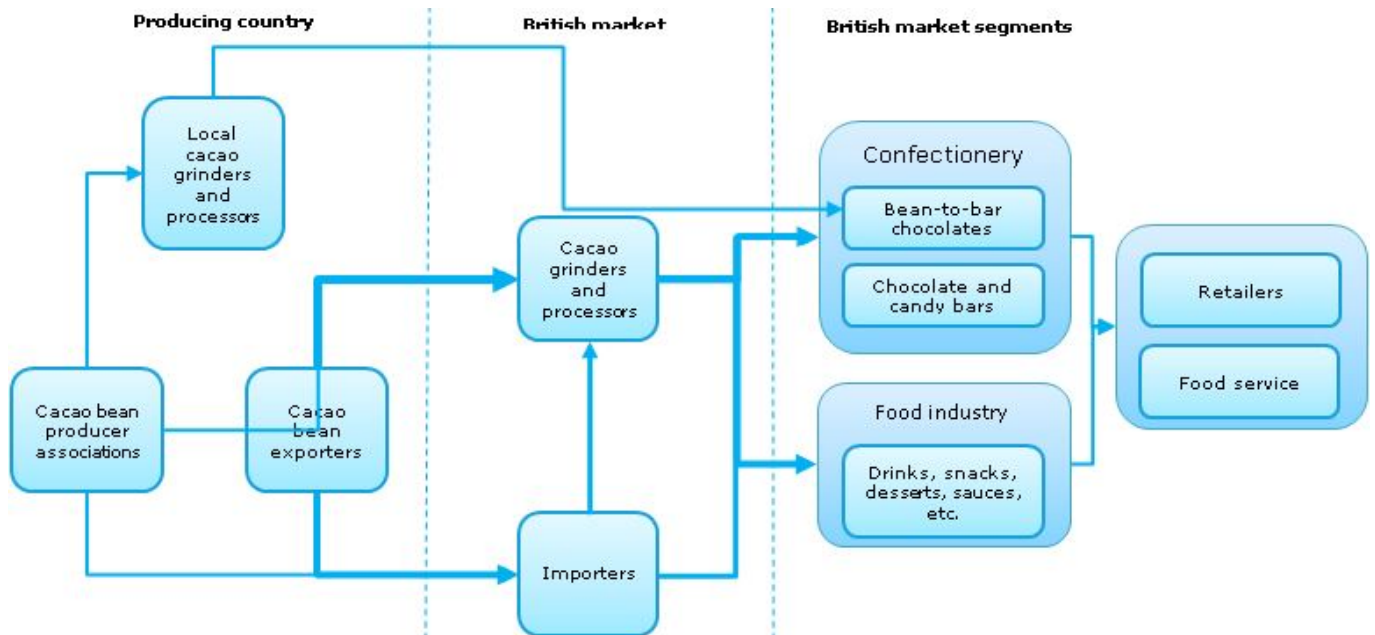 Producing country
British market
British market segments
Local
cacao
grinders
and
processors
Confectionery
Bean-to-bar
chocolates
Chocolate and
candy bars
Cacao
grinders
and
processors
Retailers
Food service
Cacao bean
producer
associations
Cacao
bean
exporters
Food industry
Drinks, snacks,
desserts, sauces,
etc.
Importers